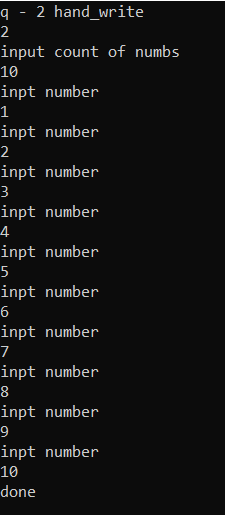 q - 2 hand_write
2
input count of numbs
10
inpt number
1
inpt number
2
inpt number
3
inpt number
4
inpt number
5
inpt number
6
inpt number
7
inpt number
8
inpt number
9
inpt number
10
done